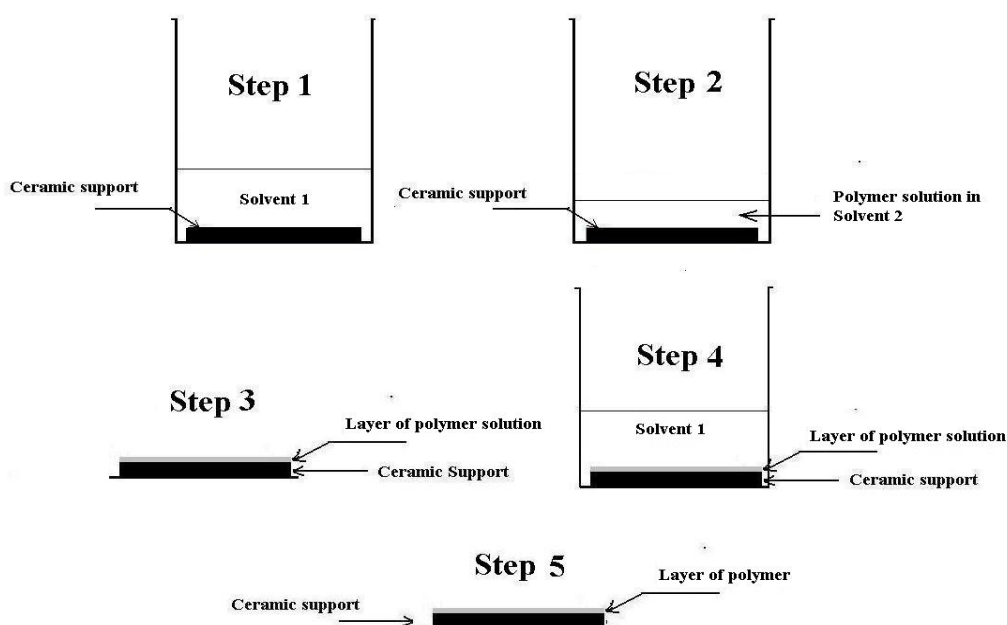 Step 1
Ceramic support
Solvent 1
Step 2
Ceramic support
Polymer solution in
Solvent 2
Step 3
Layer of polymer solution
Ceramic Support
Step 4
Solvent 1
Layer of polymer solution
Ceramic support
Step 5
Layer of polymer
Ceramic support